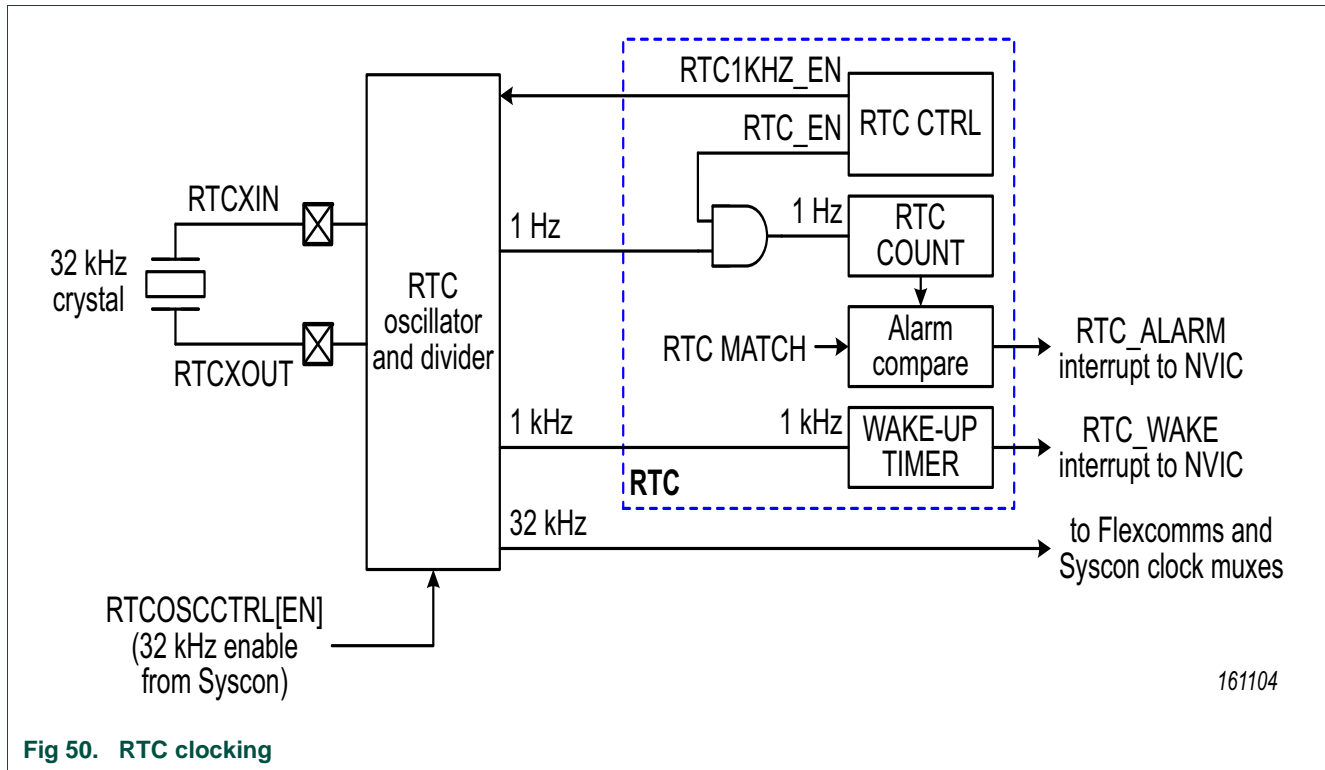 RTC1KHZ_EN
RTC CTRL
RTC_EN
RTCXIN
1 Hz
1 Hz
RTC
COUNT
32 kHz
crystal
RTC
oscillator
and divider
RTCXOUT
RTC MATCH
Alarm
compare
RTC_ALARM
interrupt to NVIC
1 kHz
1 kHz
WAKE-UP
TIMER
RTC_WAKE
interrupt to NVIC
RTC
32 kHz
to Flexcomms and
Syscon clock muxes
RTCOSCCTRL[EN]
(32 kHz enable
from Syscon)
161104
Fig 50. RTC clocking